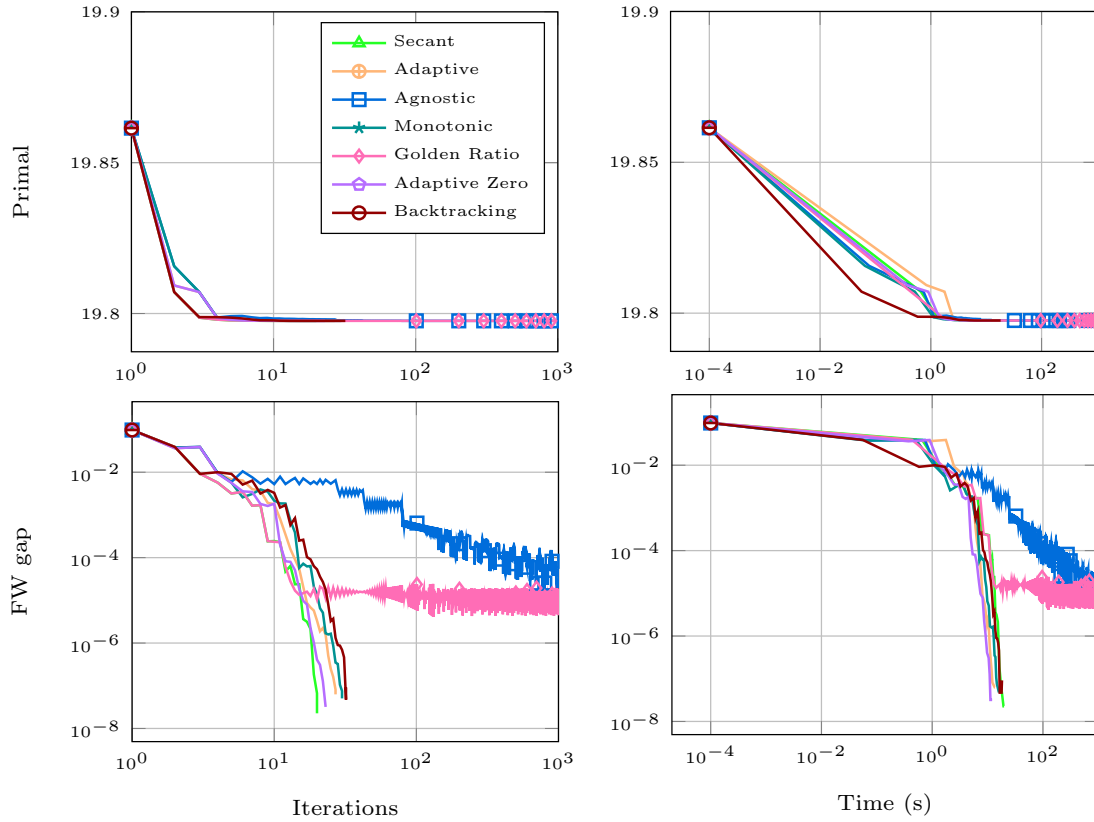 19.9
19.85
19.8
Primal
10^0
10^1
10^2
10^3
Secant
Adaptive
Agnostic
Monotonic
Golden Ratio
Adaptive Zero
Backtracking
19.9
19.85
19.8
10^−4
10^−2
10^0
10^2
10^−2
10^−4
10^−6
10^−8
FW gap
10^0
10^1
10^2
10^3
Iterations
10^−2
10^−4
10^−6
10^−8
10^−4
10^−2
10^0
10^2
Time (s)